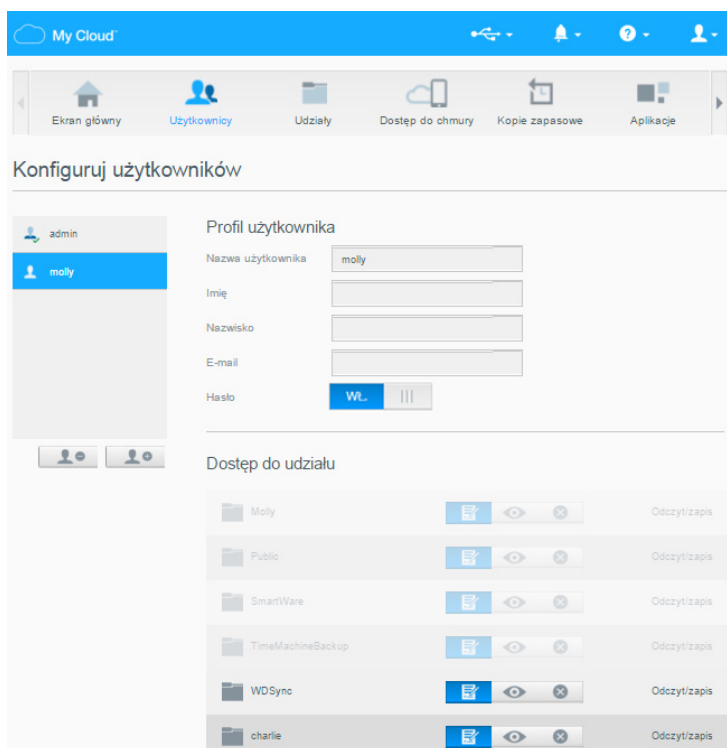 My Cloud™
Ekran główny
Użytkownicy
Udziały
Dostęp do chmury
Kopie zapasowe
Aplikacje
Konfiguruj użytkowników
admin
molly
Profil użytkownika
Nazwa użytkownika molly
Imię
Nazwisko
E-mail
Hasło WŁ.
Dostęp do udziału
Molly Odczyt/zapis
Public Odczyt/zapis
SmartWare Odczyt/zapis
TimeMachineBackup Odczyt/zapis
WDSync Odczyt/zapis
charlie Odczyt/zapis